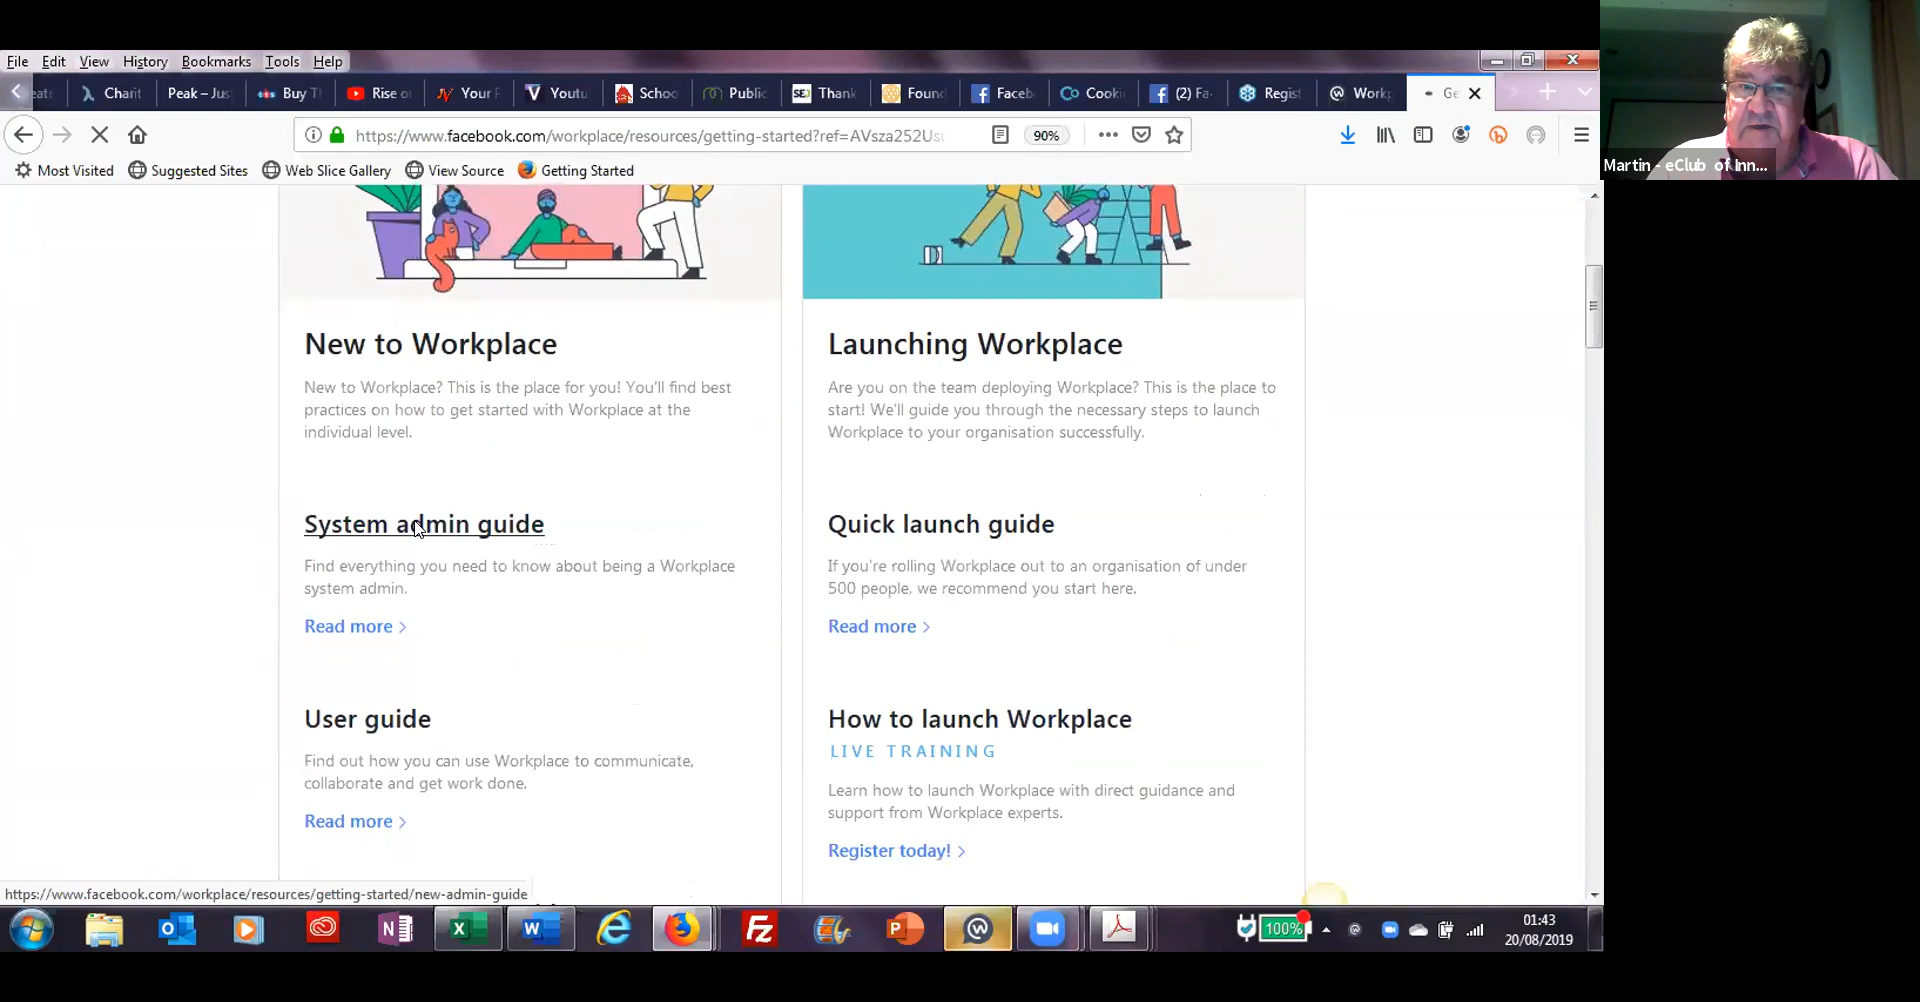 File Edit View History Bookmarks Tools Help
Charit
Peak – Jus
Buy T
Rise o
Your
Youtu
Schoo
Public
SEJ Thank
Found
Faceb
Cooki
(2) Fa
Regist
Workp
Ge
https://www.facebook.com/workplace/resources/getting-started?ref=AVsza252Us
90%
Most Visited Suggested Sites Web Slice Gallery View Source Getting Started
Martin - eClub of Inn...
New to Workplace
New to Workplace? This is the place for you! You'll find best
practices on how to get started with Workplace at the
individual level.
System admin guide
Find everything you need to know about being a Workplace
system admin.
Read more
User guide
Find out how you can use Workplace to communicate,
collaborate and get work done.
Read more
Launching Workplace
Are you on the team deploying Workplace? This is the place to
start! We'll guide you through the necessary steps to launch
Workplace to your organisation successfully.
Quick launch guide
If you're rolling Workplace out to an organisation of under
500 people, we recommend you start here.
Read more
How to launch Workplace
LIVE TRAINING
Learn how to launch Workplace with direct guidance and
support from Workplace experts.
Register today!
https://www.facebook.com/workplace/resources/getting-started/new-admin-guide
100%
01:43
20/08/2019